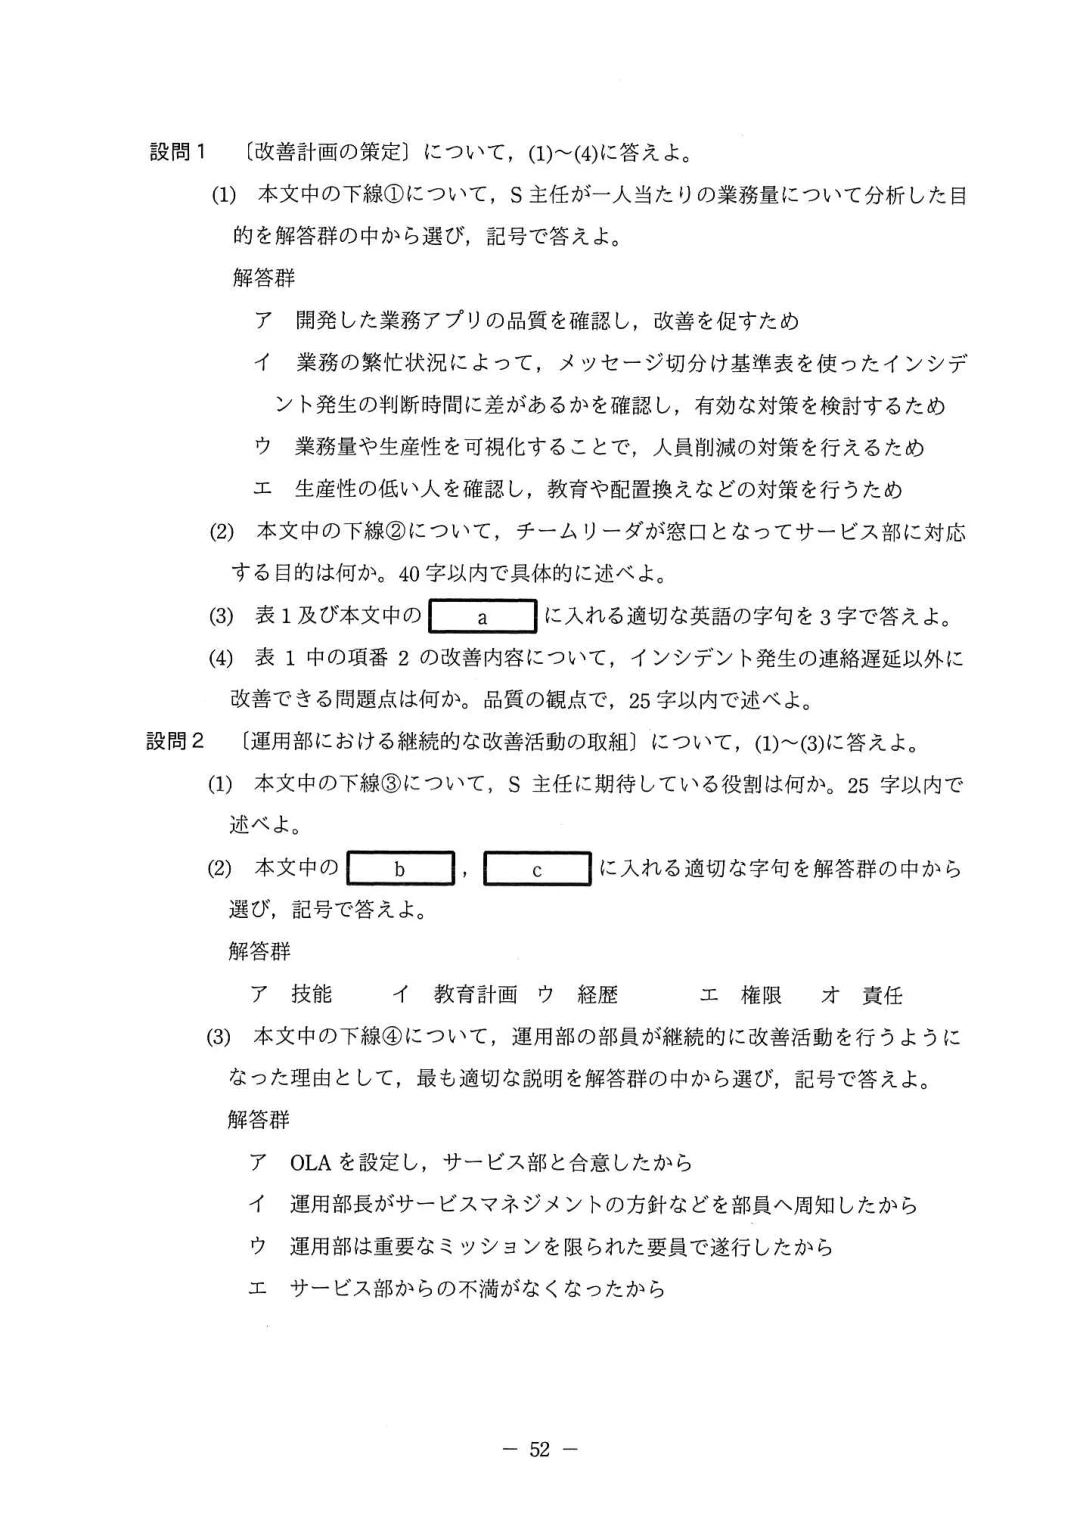 設問1 〔改善計画の策定〕について，(1)～(4)に答えよ。
(1) 本文中の下線①について，S主任が一人当たりの業務量について分析した目
的を解答群の中から選び，記号で答えよ。
解答群
ア 開発した業務アプリの品質を確認し，改善を促すため
イ 業務の繁忙状況によって，メッセージ切分け基準表を使ったインシデ
ント発生の判断時間に差があるかを確認し，有効な対策を検討するため
ウ 業務量や生産性を可視化することで，人員削減の対策を行えるため
エ 生産性の低い人を確認し，教育や配置換えなどの対策を行うため
(2) 本文中の下線②について，チームリーダが窓口となってサービス部に対応
する目的は何か。40字以内で具体的に述べよ。
(3) 表1及び本文中の a に入れる適切な英語の字句を3字で答えよ。
(4) 表1中の項番2の改善内容について，インシデント発生の連絡遅延以外に
改善できる問題点は何か。品質の観点で，25字以内で述べよ。
設問2 〔運用部における継続的な改善活動の取組〕について，(1)～(3)に答えよ。
(1) 本文中の下線③について，S主任に期待している役割は何か。25字以内で
述べよ。
(2) 本文中の b ， c に入れる適切な字句を解答群の中から
選び，記号で答えよ。
解答群
ア 技能 イ 教育計画 ウ 経歴 エ 権限 オ 責任
(3) 本文中の下線④について，運用部の部員が継続的に改善活動を行うように
なった理由として，最も適切な説明を解答群の中から選び，記号で答えよ。
解答群
ア OLAを設定し，サービス部と合意したから
イ 運用部長がサービスマネジメントの方針などを部員へ周知したから
ウ 運用部は重要なミッションを限られた要員で遂行したから
エ サービス部からの不満がなくなったから
－ 52 －